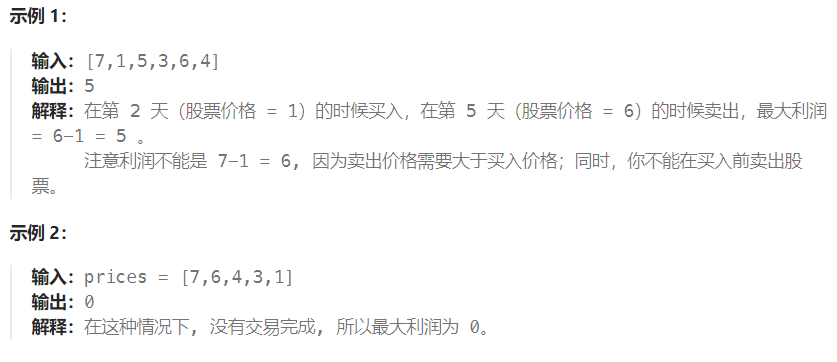 示例 1：
输入：[7,1,5,3,6,4]
输出：5
解释：在第 2 天（股票价格 = 1）的时候买入，在第 5 天（股票价格 = 6）的时候卖出，最大利润
= 6-1 = 5 。
注意利润不能是 7-1 = 6, 因为卖出价格需要大于买入价格；同时，你不能在买入前卖出股
票。
示例 2：
输入：prices = [7,6,4,3,1]
输出：0
解释：在这种情况下, 没有交易完成, 所以最大利润为 0。